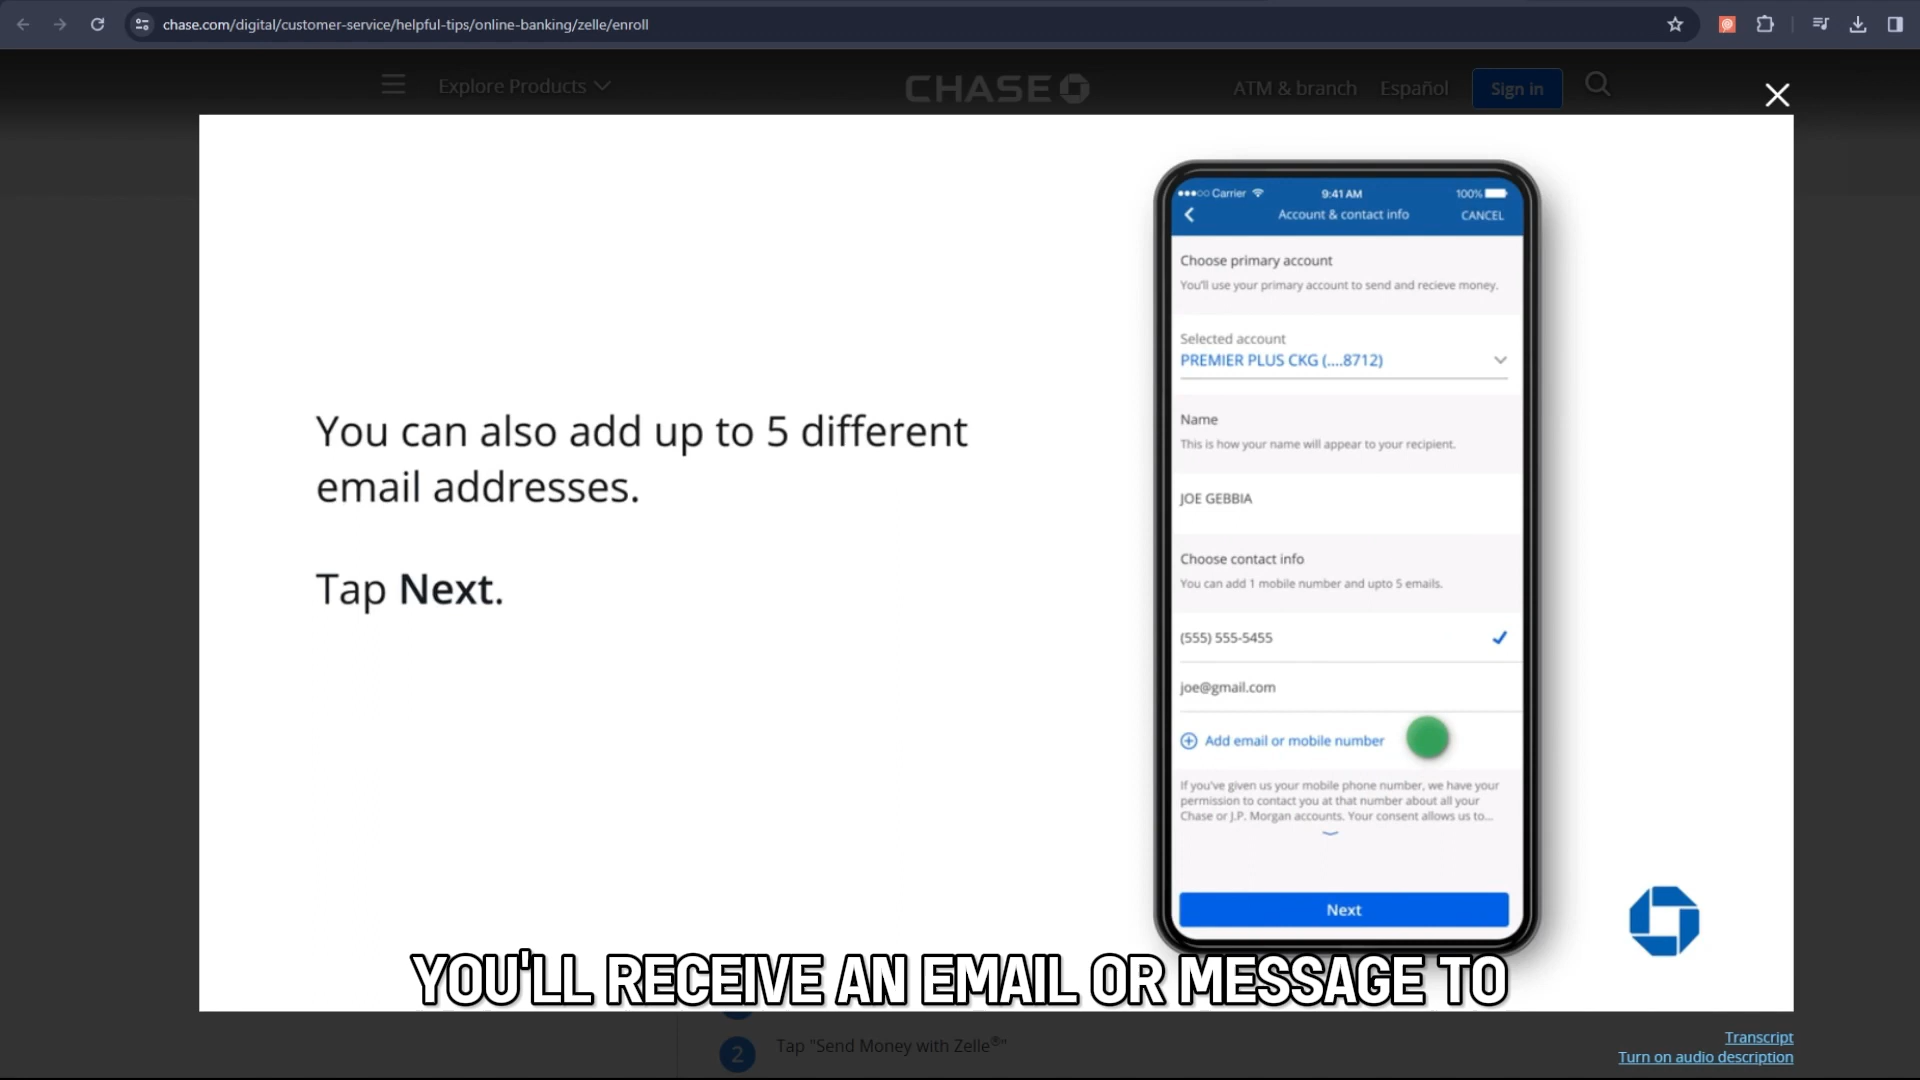 chase.com/digital/customer-service/helpful-tips/online-banking/zelle/enroll
Explore Products
CHASE
ATM & branch
Español
Sign in
You can also add up to 5 different
email addresses.
Tap Next.
Carrier
9:41 AM
100%
Account & contact info
CANCEL
Choose primary account
You'll use your primary account to send and recieve money.
Selected account
PREMIER PLUS CKG (....8712)
Name
This is how your name will appear to your recipient.
JOE GEBBIA
Choose contact info
You can add 1 mobile number and upto 5 emails.
(555) 555-5455
joe@gmail.com
Add email or mobile number
If you've given us your mobile phone number, we have your
permission to contact you at that number about all your
Chase or J.P. Morgan accounts. Your consent allows us to...
Next
YOU'LL RECEIVE AN EMAIL OR MESSAGE TO
2
Tap "Send Money with Zelle®"
Transcript
Turn on audio description